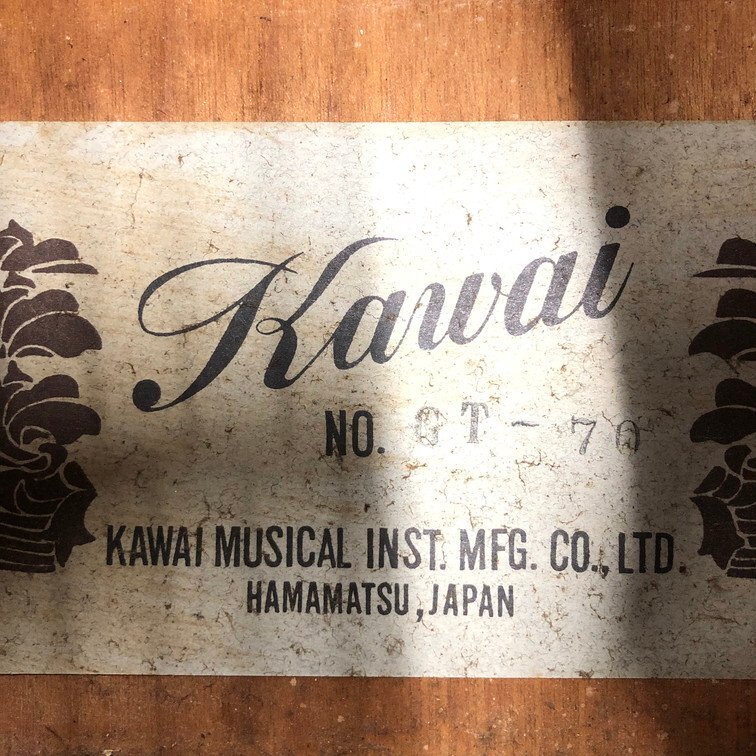 Kawai
NO. GT-70
KAWAI MUSICAL INST. MFG. CO., LTD.
HAMAMATSU, JAPAN